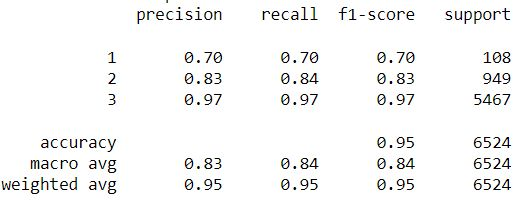 precision recall f1-score support
1 0.70 0.70 0.70 108
2 0.83 0.84 0.83 949
3 0.97 0.97 0.97 5467
accuracy 0.95 6524
macro avg 0.83 0.84 0.84 6524
weighted avg 0.95 0.95 0.95 6524